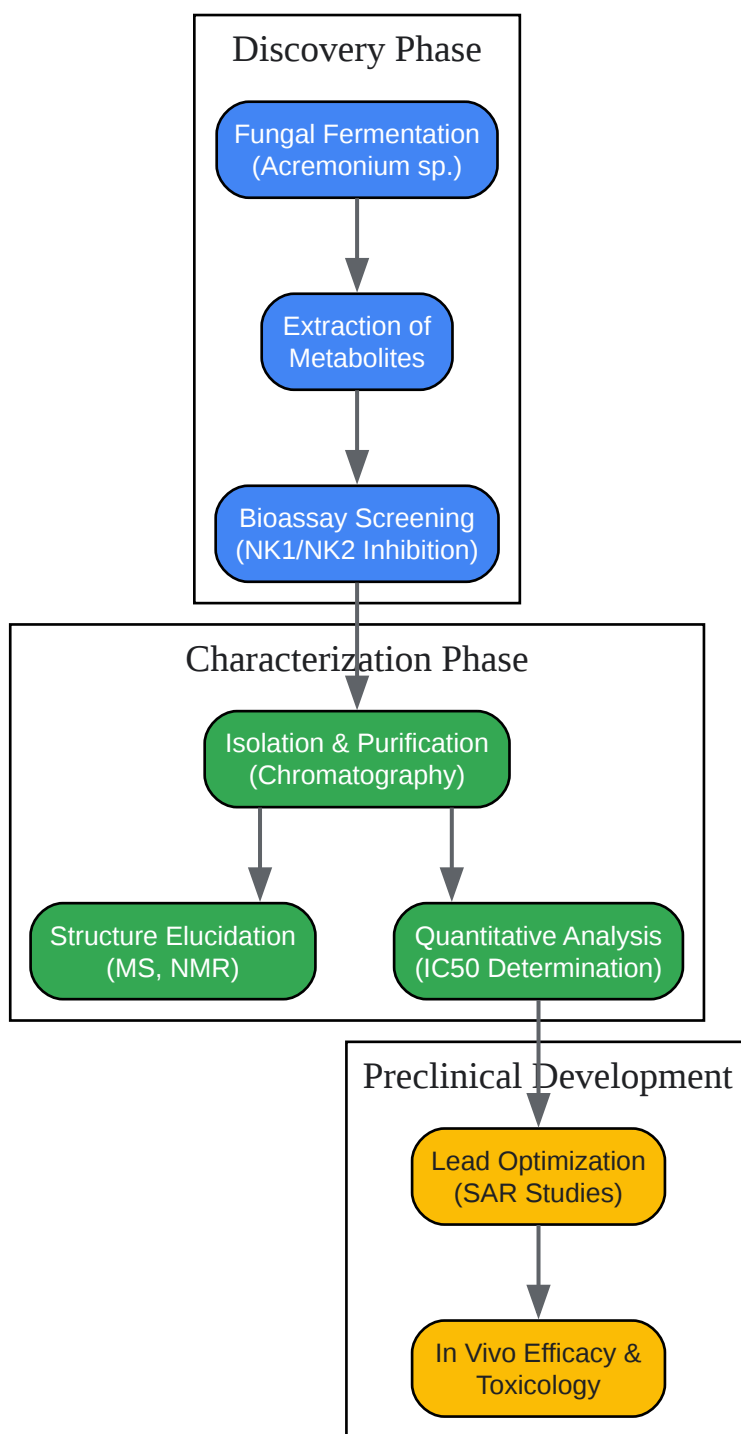 Discovery Phase
Fungal Fermentation
(Acremonium sp.)
Extraction of
Metabolites
Bioassay Screening
(NK1/NK2 Inhibition)
Characterization Phase
Isolation & Purification
(Chromatography)
Structure Elucidation
(MS, NMR)
Quantitative Analysis
(IC50 Determination)
Preclinical Development
Lead Optimization
(SAR Studies)
In Vivo Efficacy &
Toxicology